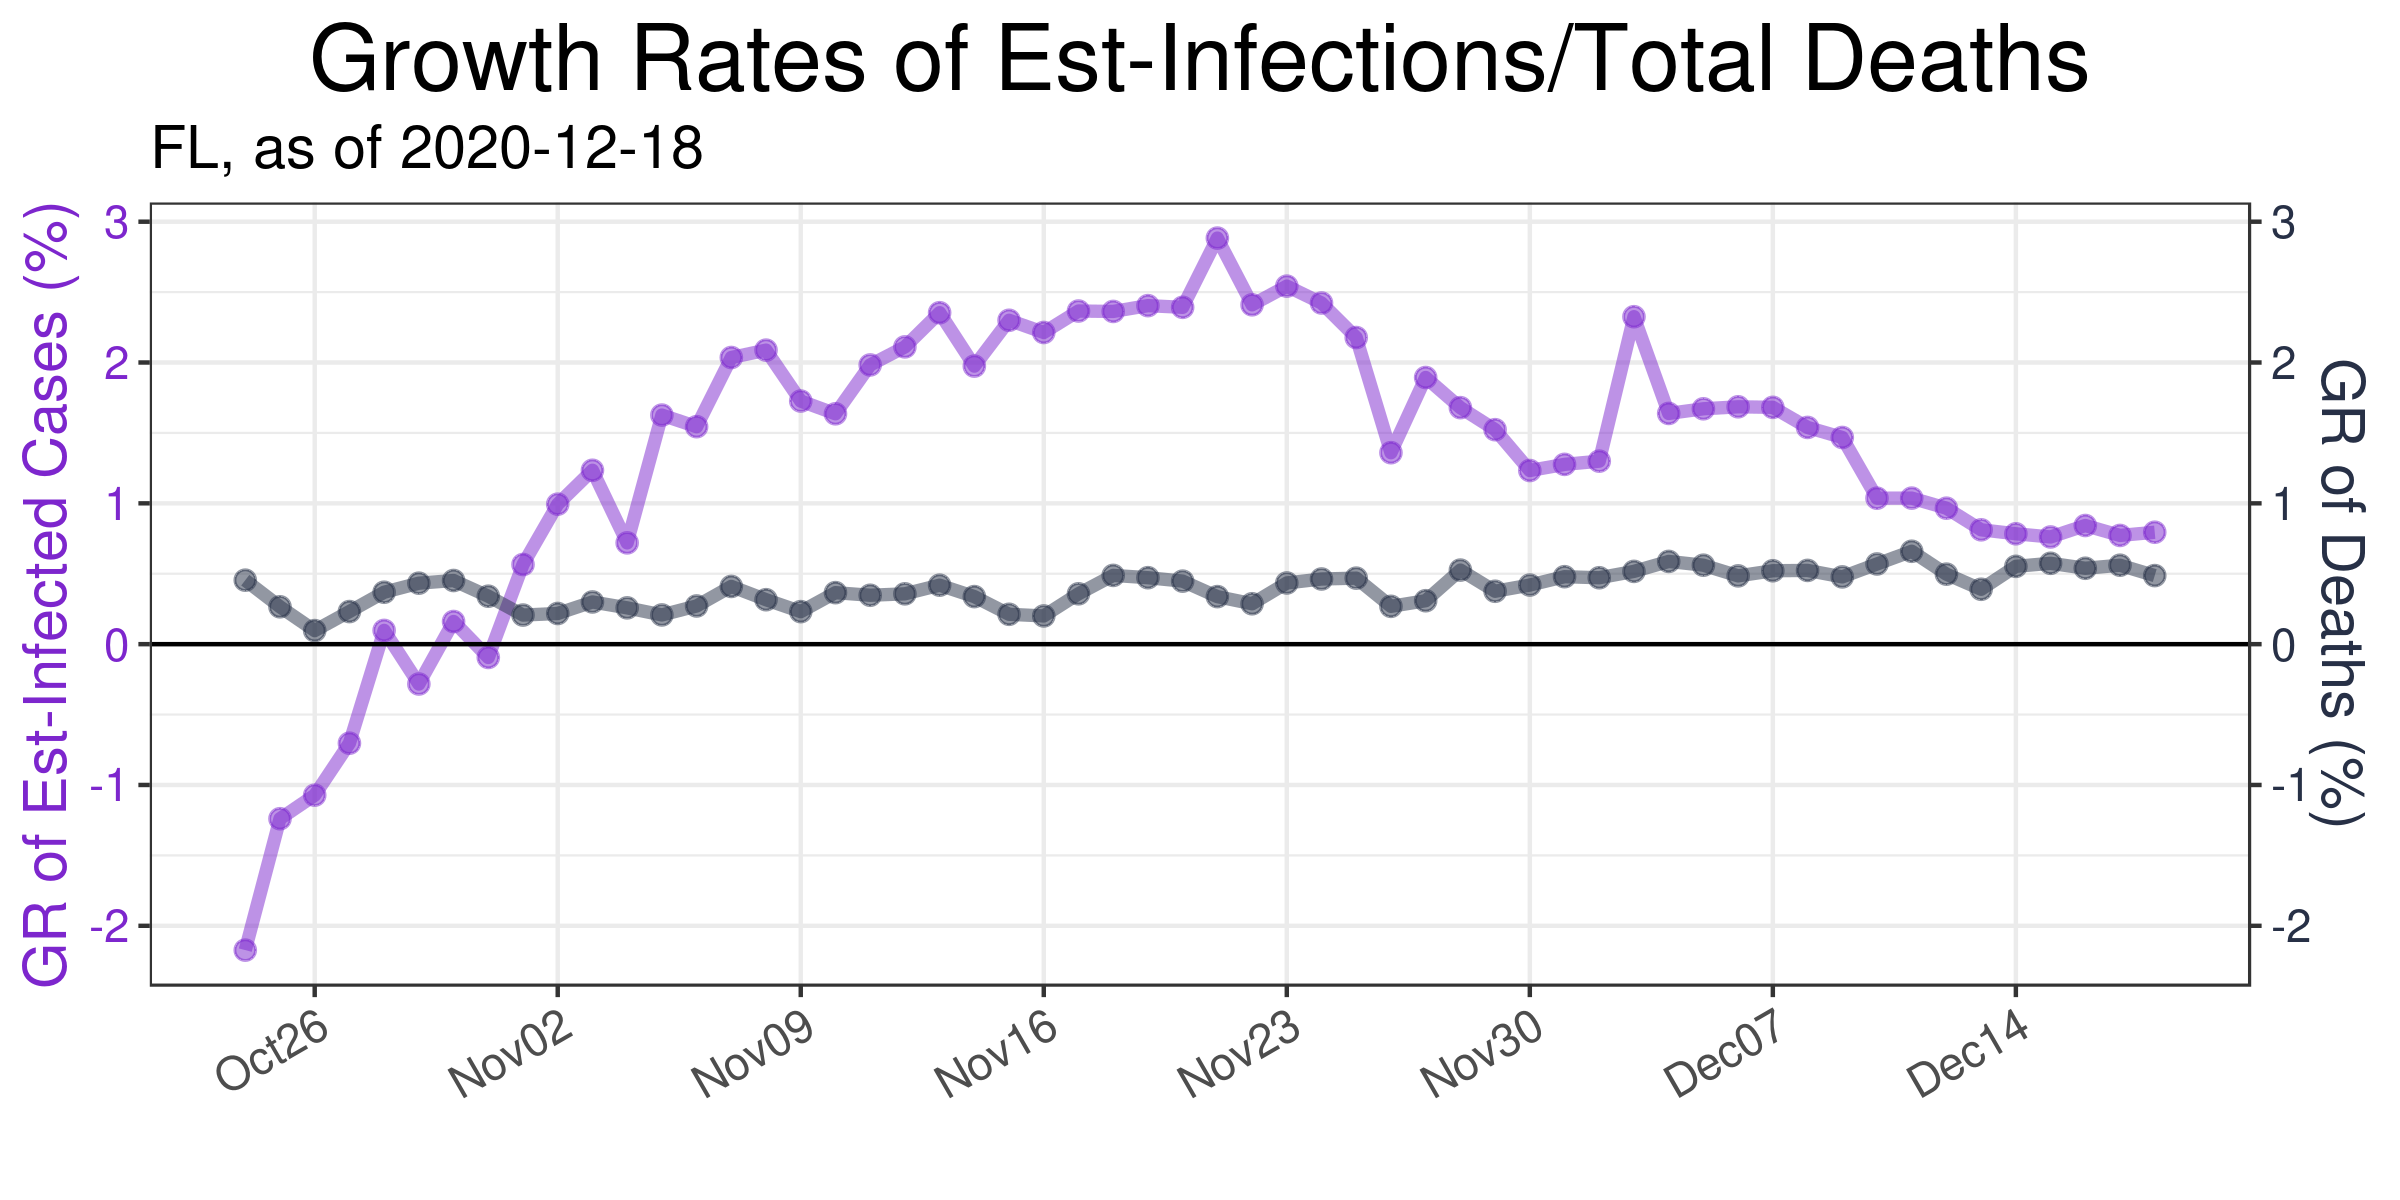 Growth Rates of Est-Infections/Total Deaths
FL, as of 2020-12-18
GR of Est-Infected Cases (%)
3
2
1
0
-1
-2
3
2
1
0
-1
-2
GR of Deaths (%)
Oct26
Nov02
Nov09
Nov16
Nov23
Nov30
Dec07
Dec14